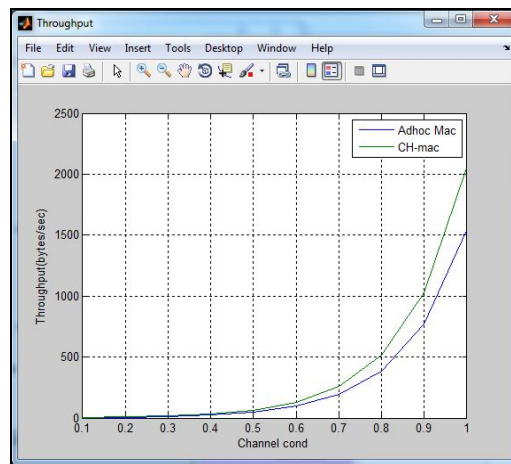 Throughput
File Edit View Insert Tools Desktop Window Help
2500
2000
1500
1000
500
0
Throughput(bytes/sec)
Adhoc Mac
CH-mac
0.1 0.2 0.3 0.4 0.5 0.6 0.7 0.8 0.9 1
Channel cond